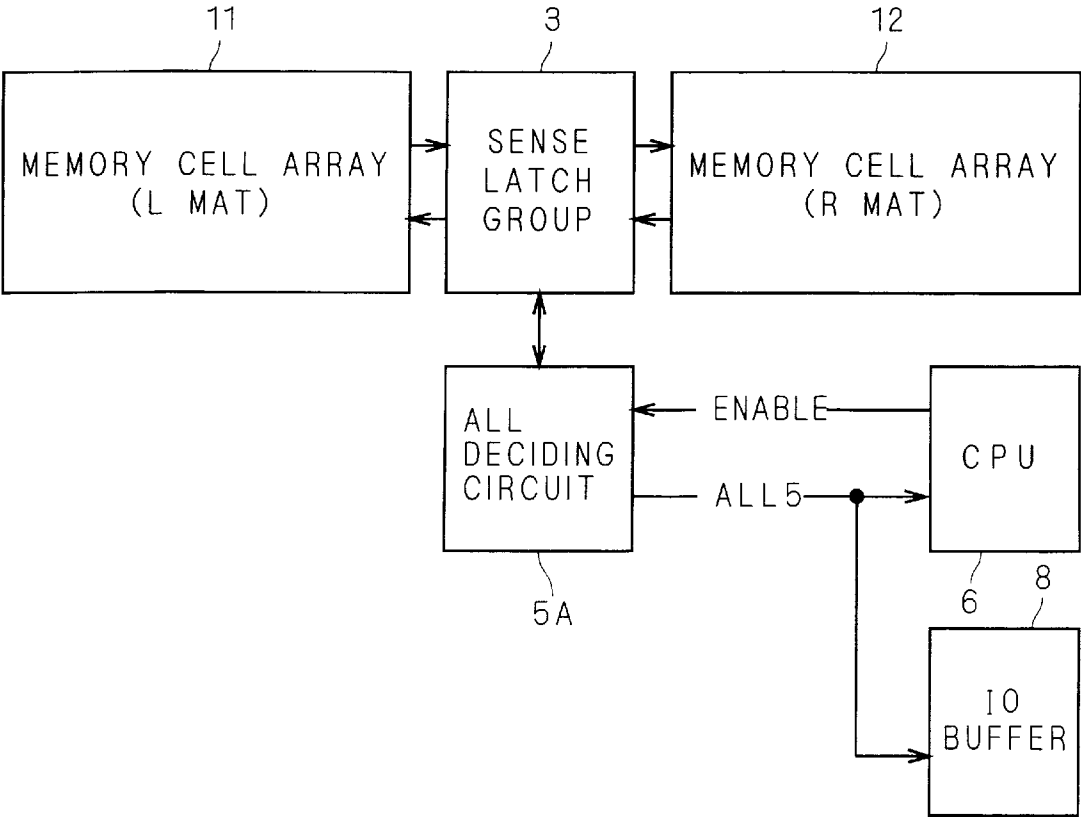 11
3
12
MEMORY CELL ARRAY
(L MAT)
SENSE
LATCH
GROUP
MEMORY CELL ARRAY
(R MAT)
ALL
DECIDING
CIRCUIT
ENABLE
ALL5
CPU
5A
6
8
IO
BUFFER